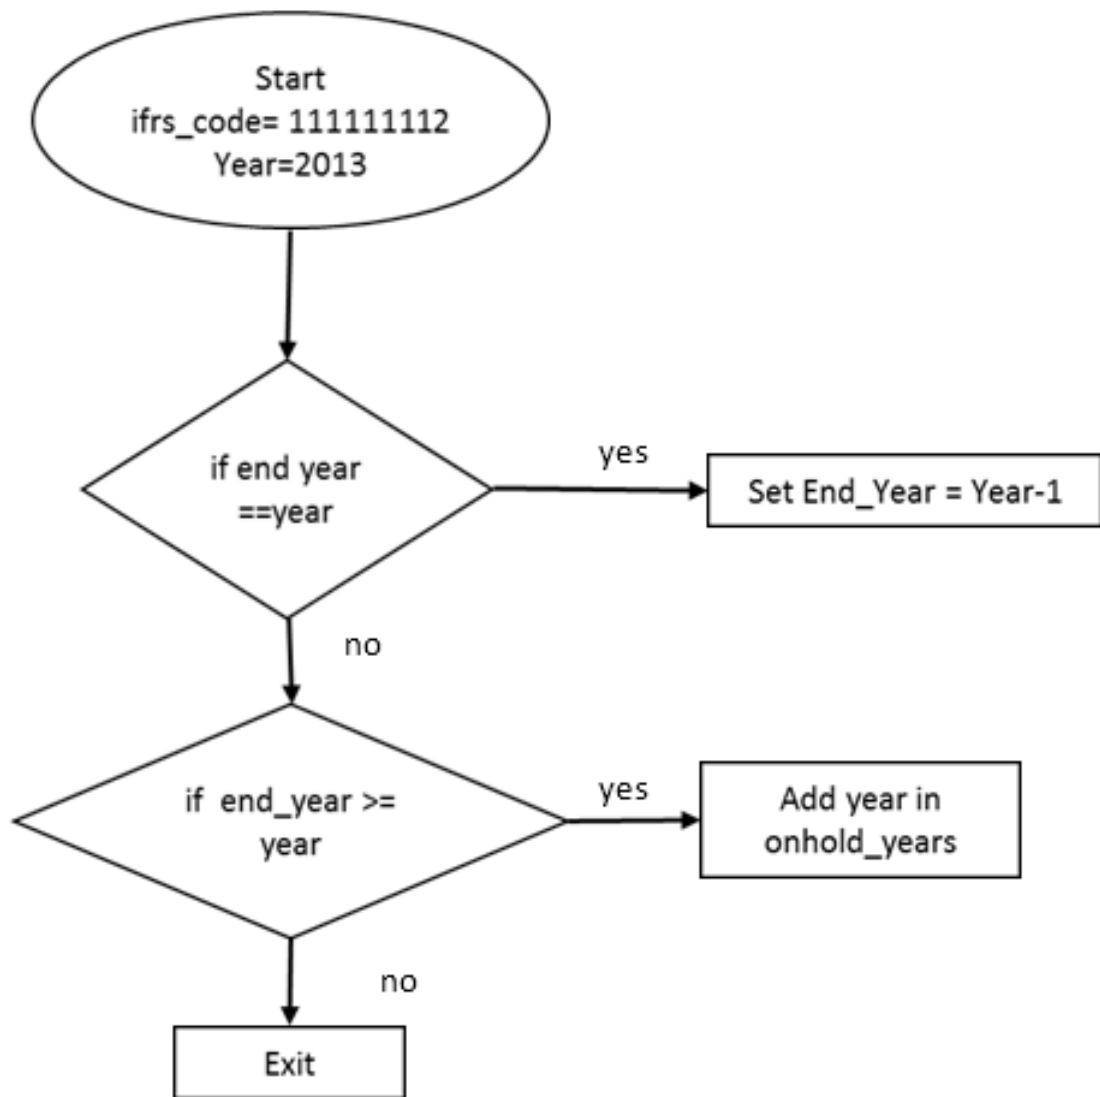 Start
ifrs_code= 111111112
Year=2013
if end year
==year
yes
Set End_Year = Year-1
no
if  end_year >=
year
yes
Add year in
onhold_years
no
Exit